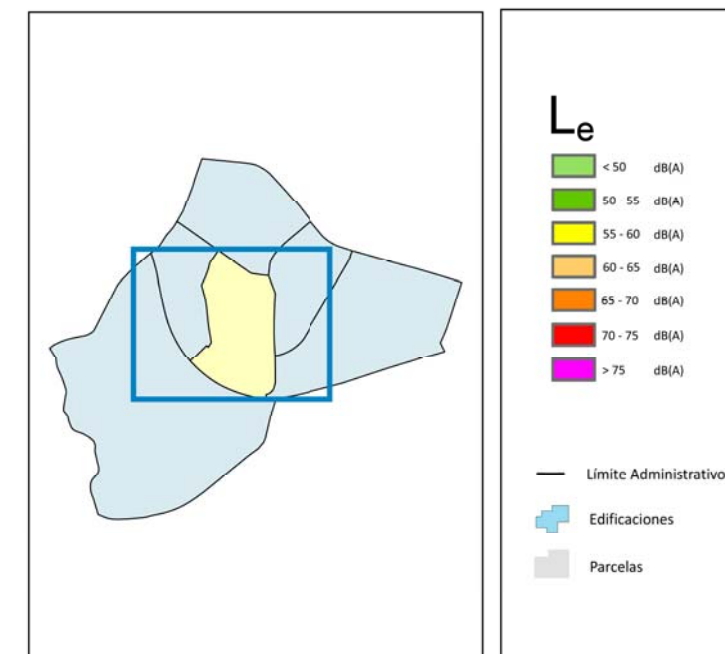 Le
< 50 dB(A)
50 55 dB(A)
55 - 60 dB(A)
60 - 65 dB(A)
65 - 70 dB(A)
70 - 75 dB(A)
> 75 dB(A)
Límite Administrativo
Edificaciones
Parcelas